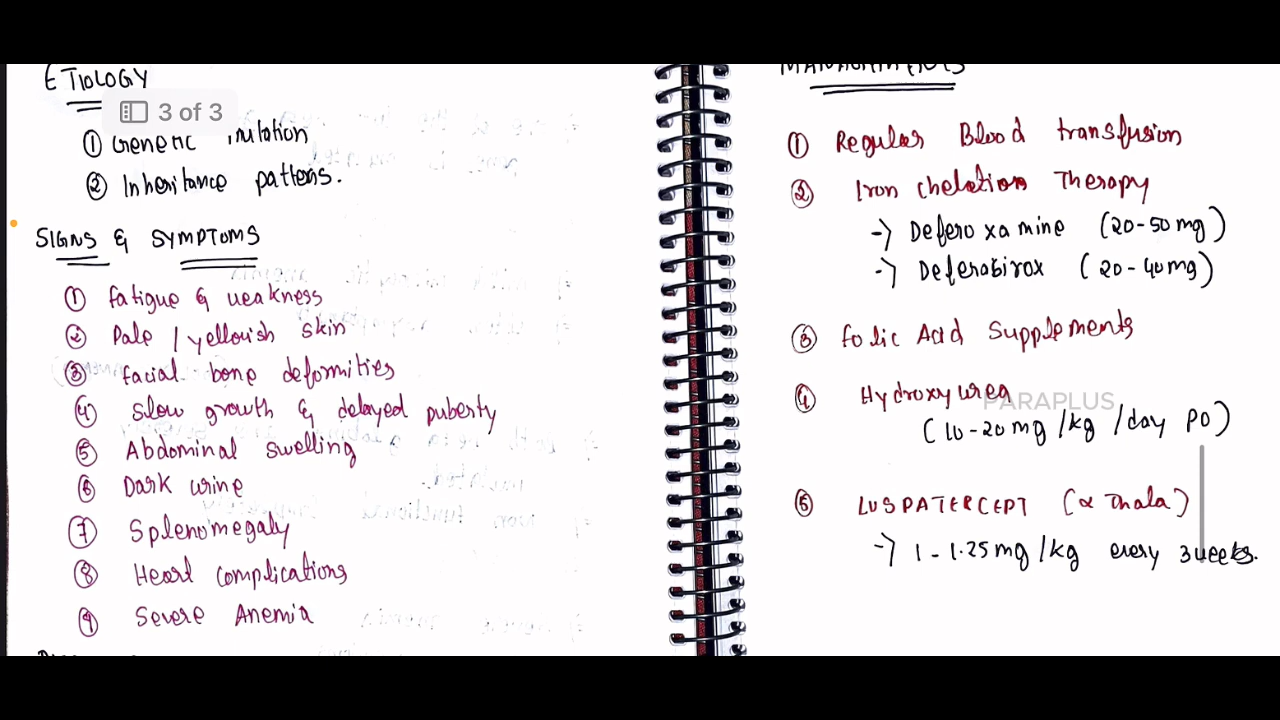 ETIOLOGY
3 of 3
① Genetic mutation
② Inheritance patterns.
SIGNS & SYMPTOMS
① fatigue & weakness
② Pale / yellowish skin
③ facial bone deformities
④ Slow growth & delayed puberty
⑤ Abdominal swelling
⑥ Dark urine
⑦ Splenomegaly
⑧ Heart complications
⑨ Severe Anemia
MANAGEMENTS
① Regular Blood transfusion
② Iron chelation Therapy
-> Deferoxamine (20-50mg)
-> Deferasirox (20-40mg)
③ folic Acid Supplements
④ Hydroxyurea
PARAPLUS
(10-20mg/kg/day PO)
⑤ LUSPATERCEPT (α Thala)
-> 1-1.25mg/kg every 3 weeks.